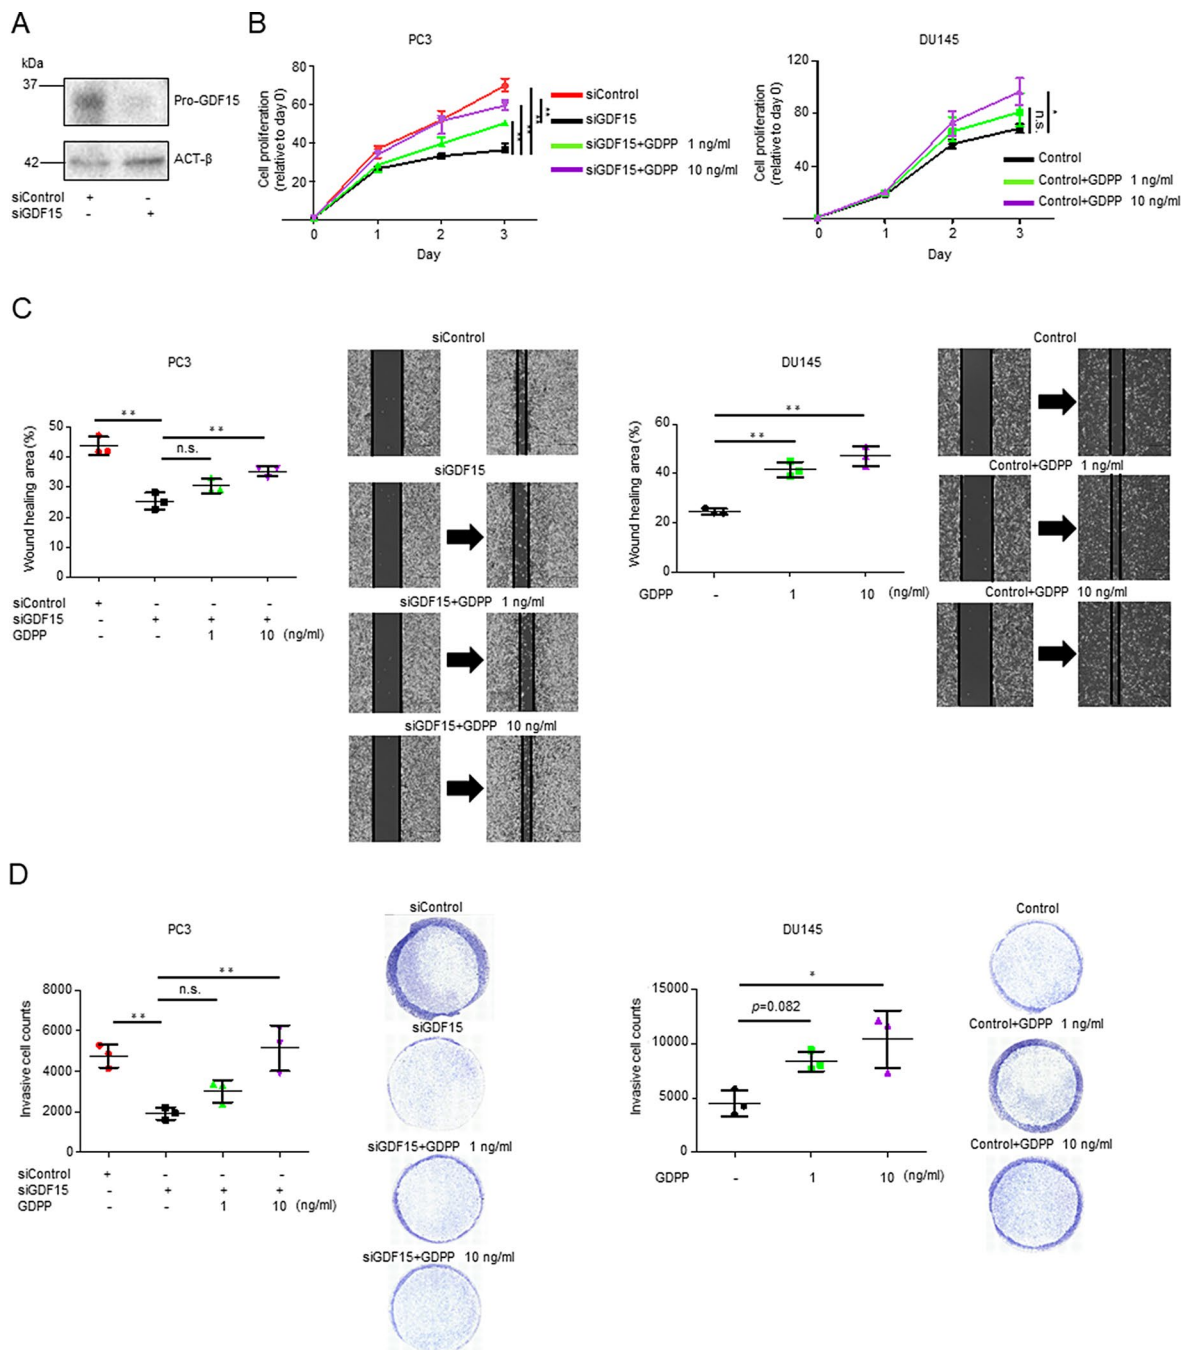 A
kDa
37
Pro-GDF15
42
ACT-β
siControl + -
siGDF15 - +
B
PC3
Cell proliferation
(relative to day 0)
80
60
40
20
0 1 2 3
Day
** ** ** **
siControl
siGDF15
siGDF15+GDPP 1 ng/ml
siGDF15+GDPP 10 ng/ml
DU145
Cell proliferation
(relative to day 0)
120
80
40
0 1 2 3
Day
n.s. *
Control
Control+GDPP 1 ng/ml
Control+GDPP 10 ng/ml
C
PC3
Wound healing area (%)
50
40
30
20
10
0
** n.s. **
siControl + - - -
siGDF15 - + + +
GDPP - - 1 10 (ng/ml)
siControl
siGDF15
siGDF15+GDPP 1 ng/ml
siGDF15+GDPP 10 ng/ml
DU145
Wound healing area (%)
60
40
20
0
**
**
GDPP - 1 10 (ng/ml)
Control
Control+GDPP 1 ng/ml
Control+GDPP 10 ng/ml
D
PC3
Invasive cell counts
8000
6000
4000
2000
0
** n.s. **
siControl + - - -
siGDF15 - + + +
GDPP - - 1 10 (ng/ml)
siControl
siGDF15
siGDF15+GDPP 1 ng/ml
siGDF15+GDPP 10 ng/ml
DU145
Invasive cell counts
15000
10000
5000
0
*
p=0.082
GDPP - 1 10 (ng/ml)
Control
Control+GDPP 1 ng/ml
Control+GDPP 10 ng/ml